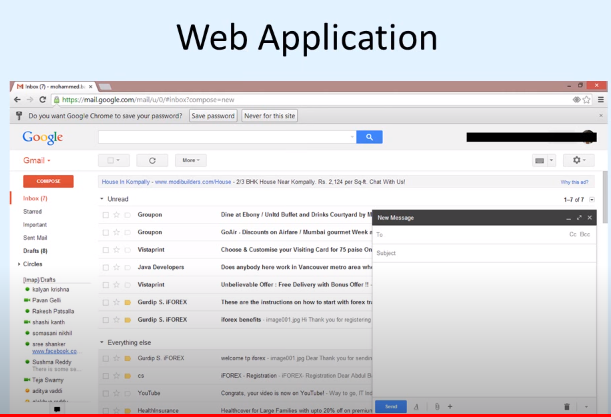 Web Application
Inbox (7) - mohammed.ba
https://mail.google.com/mail/u/0/#inbox?compose=new
Do you want Google Chrome to save your password? Save password Never for this site
Google
Gmail
More
COMPOSE
House In Kompally - www.modibuilders.com/House - 2/3 BHK House Near Kompally. Rs. 2,124 per Sq-ft. Chat With Us! Why this ad?
Inbox (7)
Unread
1–7 of 7
Starred
Groupon Dine at Ebony / Unltd Buffet and Drinks Courtyard by M
New Message
Important
Groupon GoAir - Discounts on Airfare / Mumbai gourmet Week a
To Cc Bcc
Sent Mail
Drafts (8)
Vistaprint Choose & Customise your Visiting Card for 75 paise On
Subject
Circles
Java Developers Does anybody here work in Vancouver metro area wh
[Imap]/Drafts
kalyan krishna
Vistaprint Unbelievable Offer : Free Delivery with Bonus Offer !! -
Pavan Gelli
Gurdip S. iFOREX These are the instructions on how to start with forex tra
Rakesh Patsalla
shashi kanth
Gurdip S. iFOREX iforex benefits - image001.jpg Hi Thank you for registering
somasani nikhil
sree shanker
www.facebook.co...
Everything else
Sushma Reddy
There is some se...
Gurdip S. iFOREX welcome tp iforex - image001.jpg Dear Thank you for sendin
Teja Swamy
cs iFOREX - Registration - iFOREX- Registration Dear Abdul B
aditya vaddi
YouTube Congrats, your video is now on YouTube! - Way to go, IT
Send
HealthInsurance Healthcover for Large Families with upto 20% off on premium